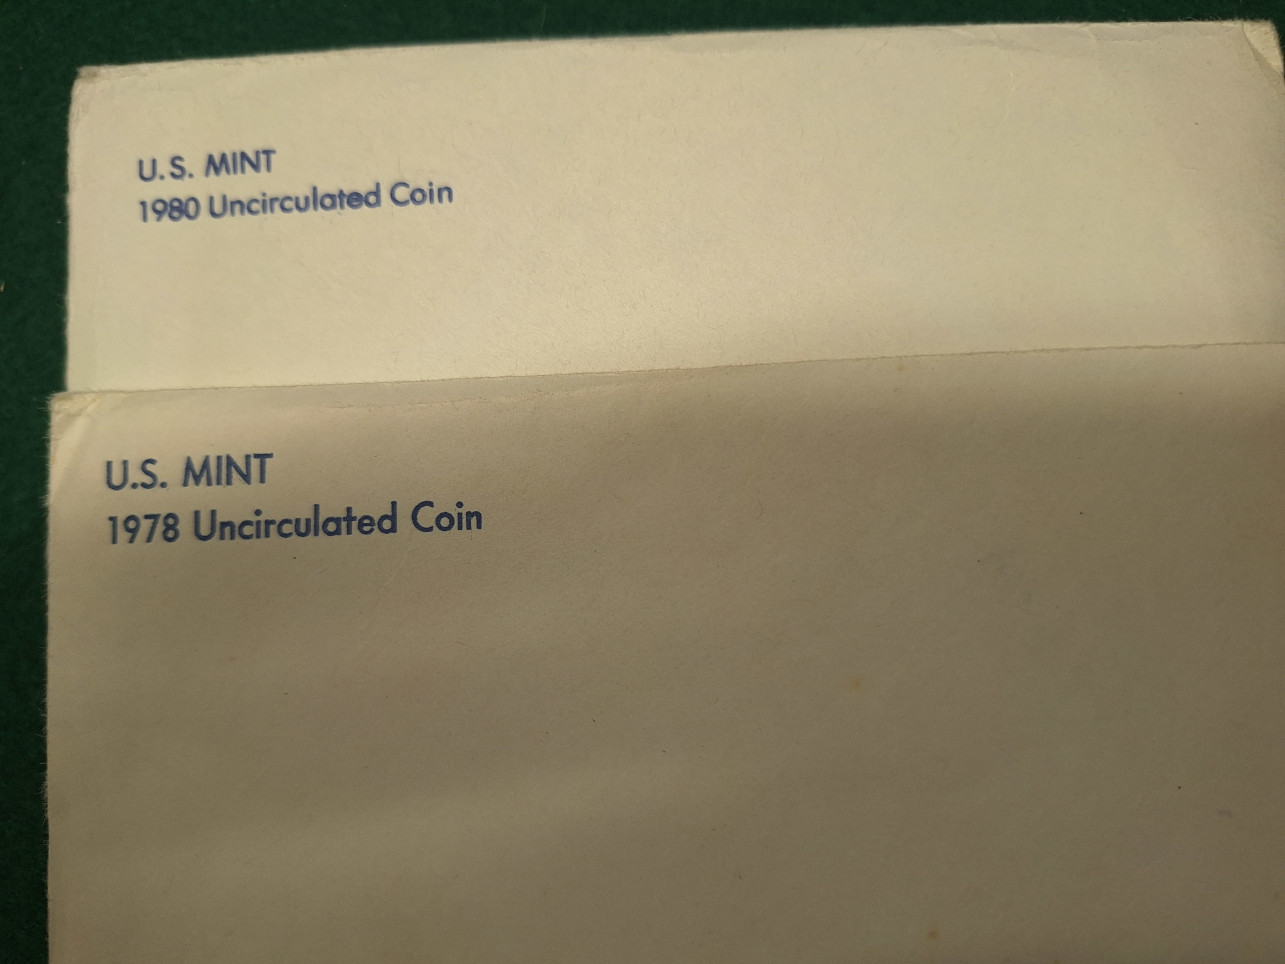 U.S. MINT
1980 Uncirculated Coin
U.S. MINT
1978 Uncirculated Coin